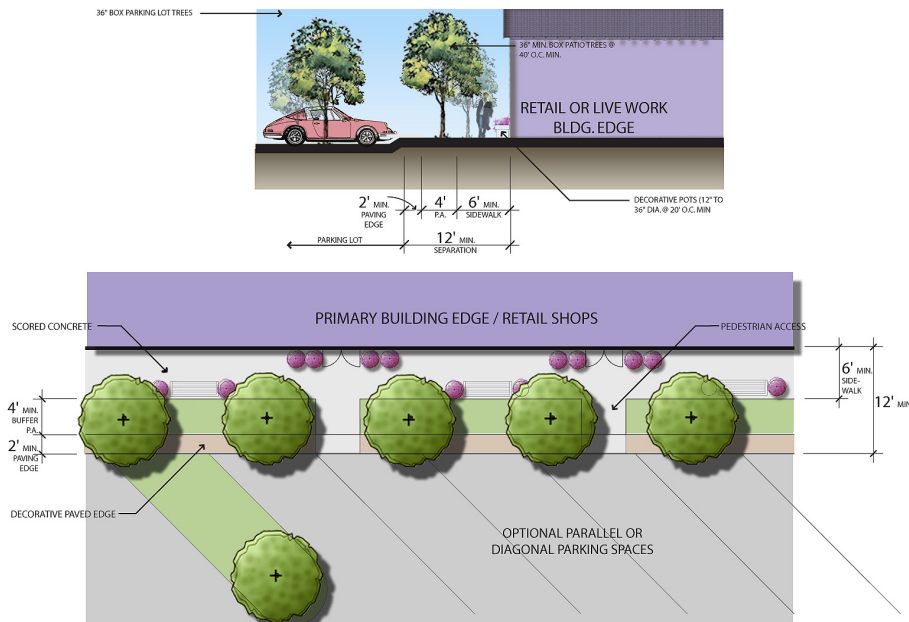 36" BOX PARKING LOT TREES
36" MIN. BOX PATIO TREES @
40' O.C. MIN.
RETAIL OR LIVE WORK
BLDG. EDGE
DECORATIVE POTS (12" TO
36" DIA. @ 20' O.C. MIN
2' MIN.
PAVING
EDGE
4'
P.A.
6' MIN.
SIDEWALK
PARKING LOT
12' MIN.
SEPARATION
PRIMARY BUILDING EDGE / RETAIL SHOPS
SCORED CONCRETE
PEDESTRIAN ACCESS
6' MIN.
SIDE-
WALK
12' MIN
4'
MIN.
BUFFER
P.A.
2'
MIN.
PAVING
EDGE
DECORATIVE PAVED EDGE
OPTIONAL PARALLEL OR
DIAGONAL PARKING SPACES